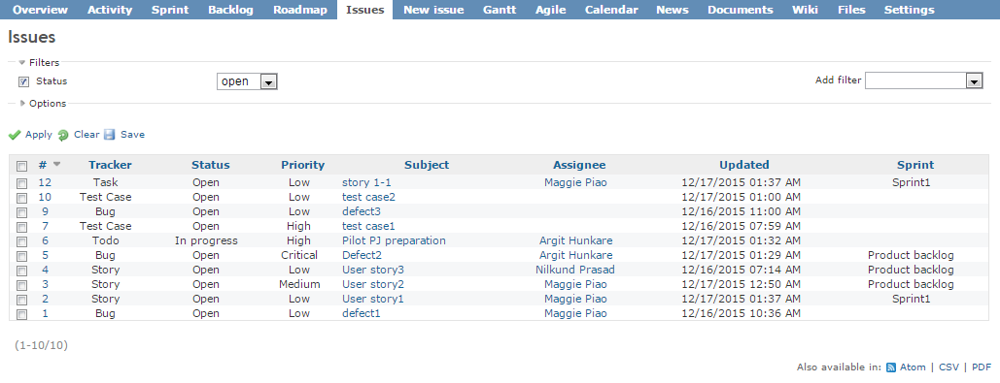 Overview Activity Sprint Backlog Roadmap Issues New issue Gantt Agile Calendar News Documents Wiki Files Settings
Issues
Filters
Status open Add filter
Options
Apply Clear Save
# Tracker Status Priority Subject Assignee Updated Sprint
12 Task Open Low story 1-1 Maggie Piao 12/17/2015 01:37 AM Sprint1
10 Test Case Open Low test case2 12/17/2015 01:00 AM
9 Bug Open Low defect3 12/16/2015 11:00 AM
7 Test Case Open High test case1 12/16/2015 07:59 AM
6 Todo In progress High Pilot PJ preparation Argit Hunkare 12/17/2015 01:32 AM
5 Bug Open Critical Defect2 Argit Hunkare 12/17/2015 01:29 AM Product backlog
4 Story Open Low User story3 Nilkund Prasad 12/16/2015 07:14 AM Product backlog
3 Story Open Medium User story2 Maggie Piao 12/17/2015 12:50 AM Product backlog
2 Story Open Low User story1 Maggie Piao 12/17/2015 01:37 AM Sprint1
1 Bug Open Low defect1 Maggie Piao 12/16/2015 10:36 AM
(1-10/10)
Also available in: Atom | CSV | PDF